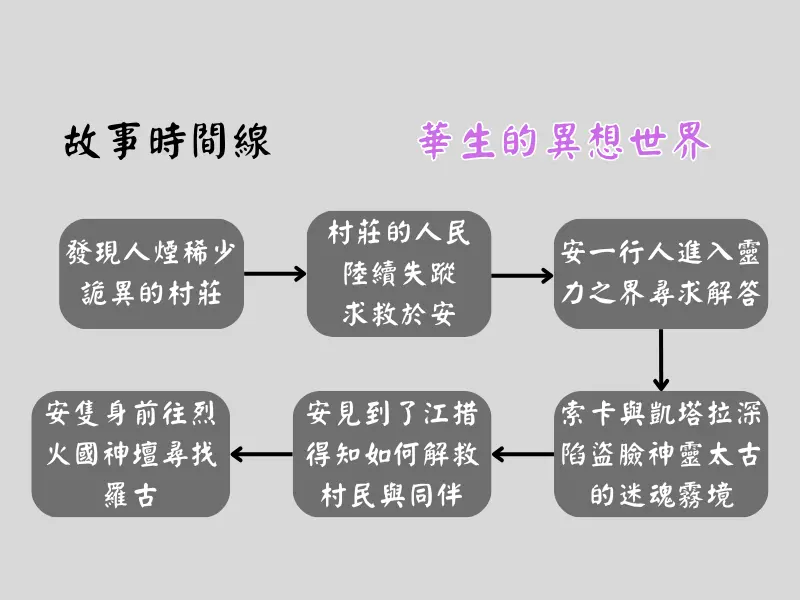 故事時間線
華生的異想世界
發現人煙稀少
詭異的村莊
村莊的人民
陸續失蹤
求救於安
安一行人進入靈
力之界尋求解答
索卡與凱塔拉深
陷盜臉神靈太古
的迷魂霧境
安見到了江措
得知如何解救
村民與同伴
安隻身前往烈
火國神壇尋找
羅古